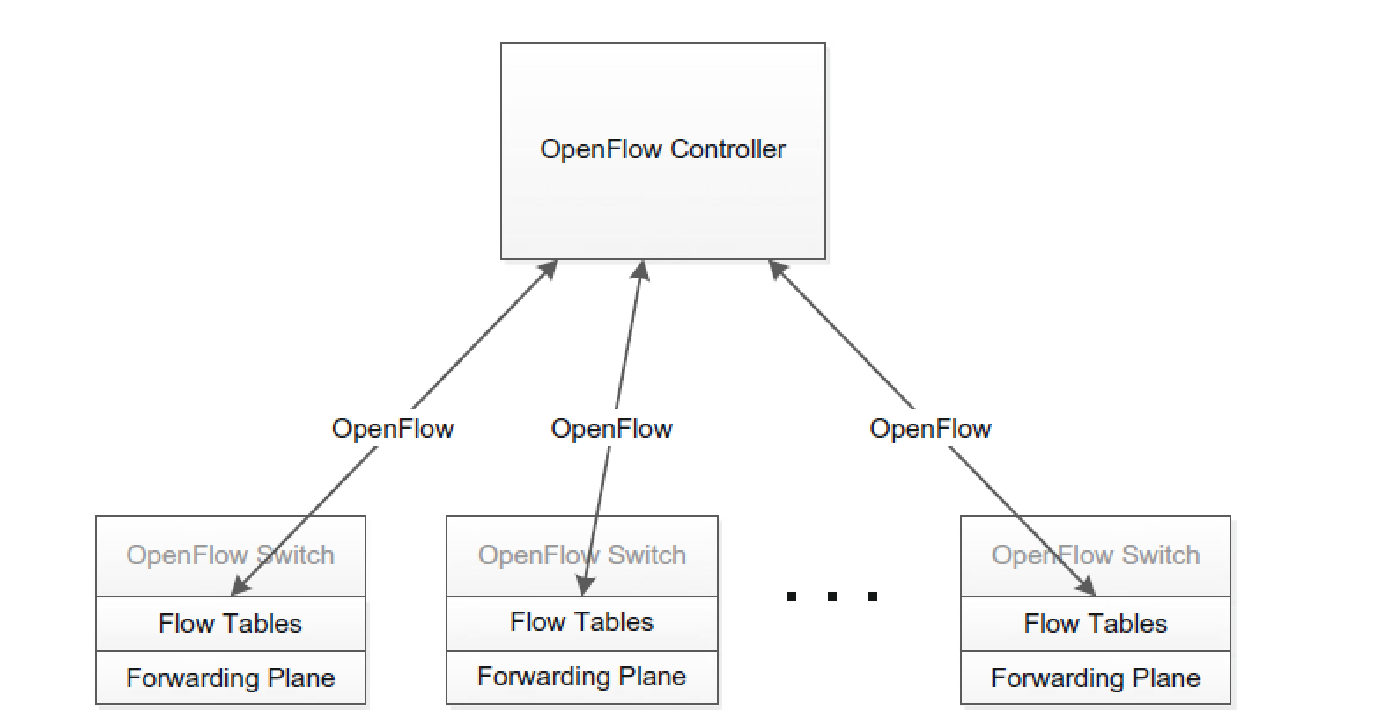 OpenFlow Controller
OpenFlow
OpenFlow
OpenFlow
OpenFlow Switch
OpenFlow Switch
OpenFlow Switch
Flow Tables
Flow Tables
Flow Tables
Forwarding Plane
Forwarding Plane
Forwarding Plane